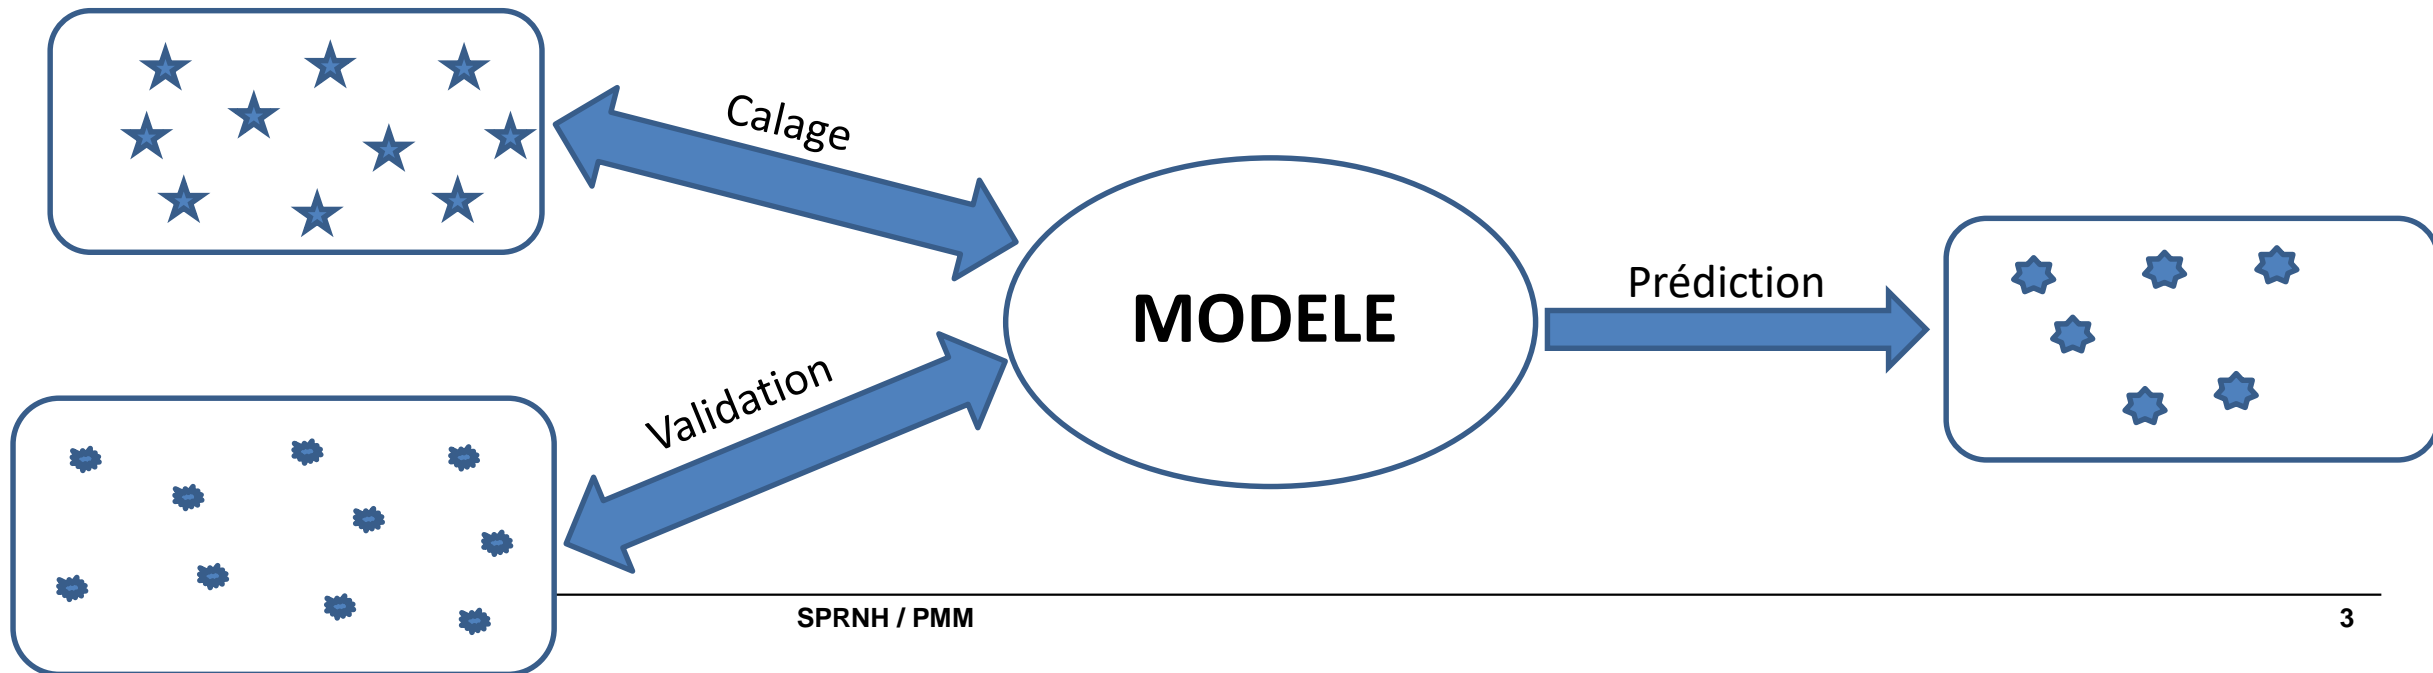 Calage
MODELE
Prédiction
Validation
SPRNH / PMM
3